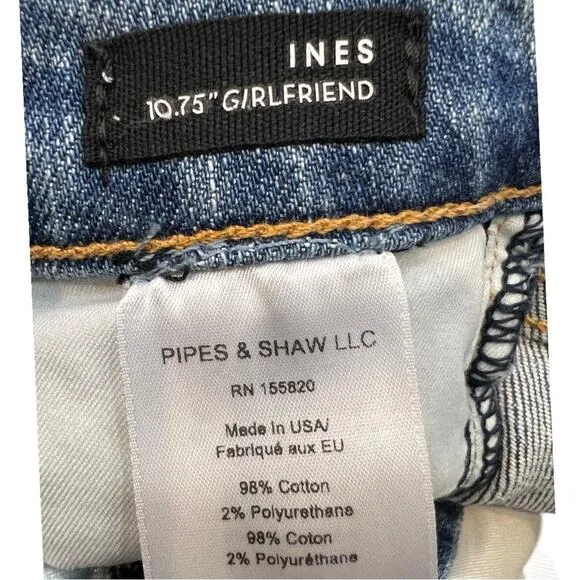 INES
10.75" GIRLFRIEND
PIPES & SHAW LLC
RN 155820
Made In USA/
Fabriqué aux EU
98% Cotton
2% Polyurethane
98% Coton
2% Polyuréthane